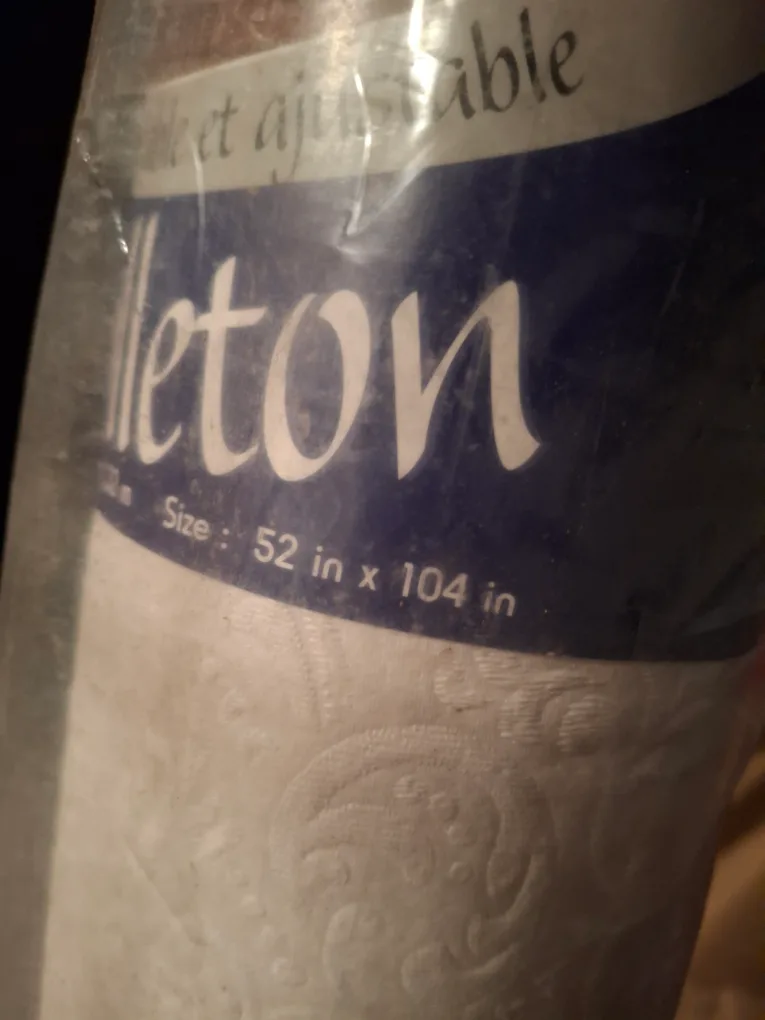 et ajustable
lleton
Size : 52 in x 104 in